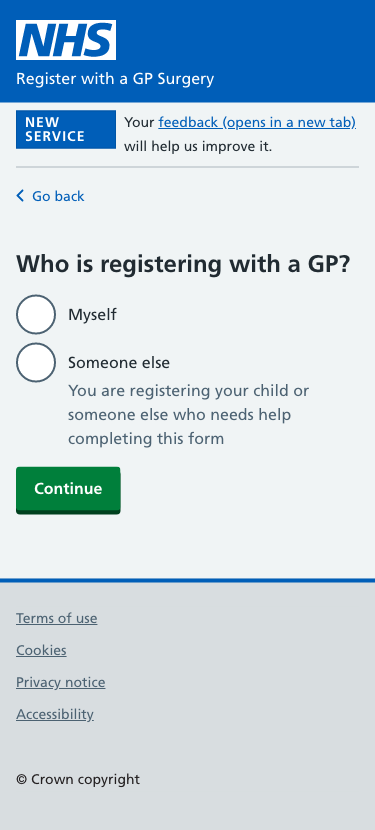 NHS
Register with a GP Surgery
NEW
SERVICE
Your feedback (opens in a new tab)
will help us improve it.
Go back
Who is registering with a GP?
Myself
Someone else
You are registering your child or
someone else who needs help
completing this form
Continue
Terms of use
Cookies
Privacy notice
Accessibility
© Crown copyright